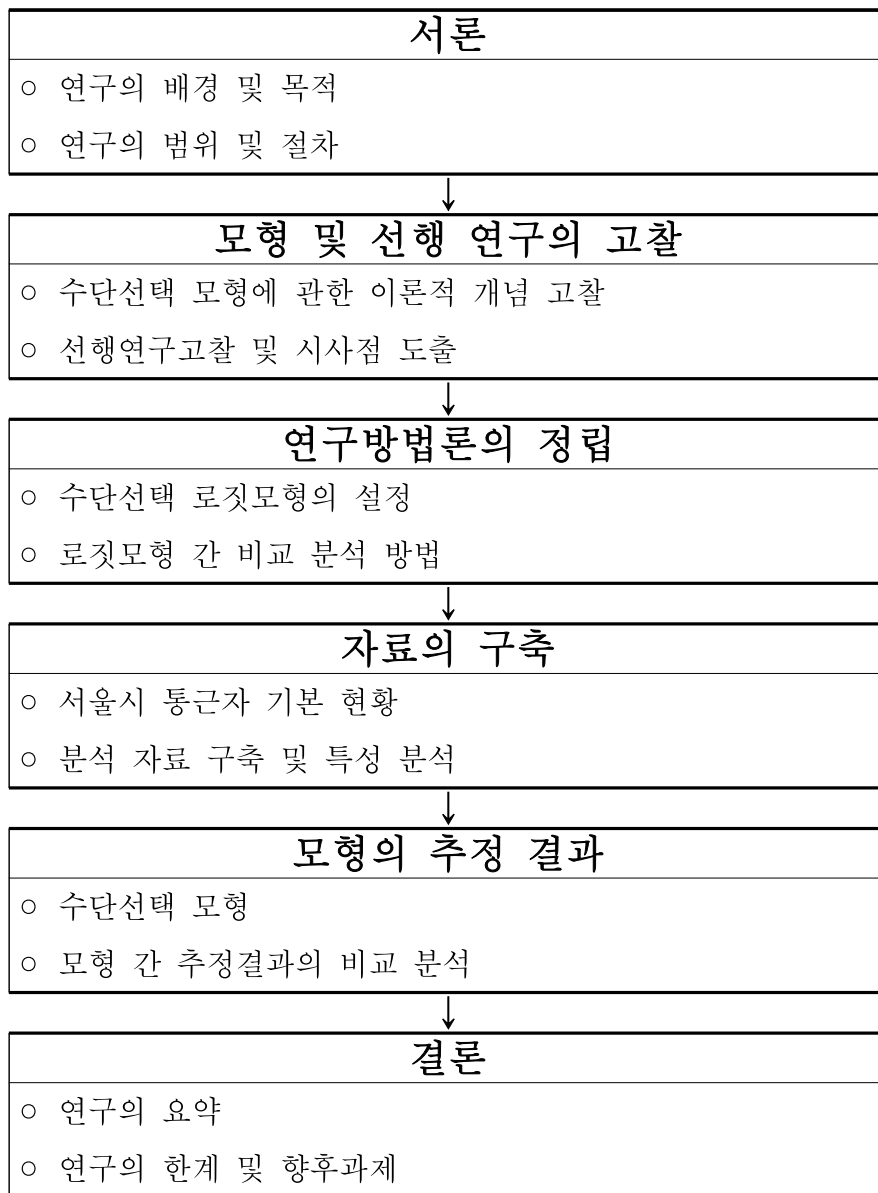 서론
○ 연구의 배경 및 목적
○ 연구의 범위 및 절차
↓
모형 및 선행 연구의 고찰
○ 수단선택 모형에 관한 이론적 개념 고찰
○ 선행연구고찰 및 시사점 도출
↓
연구방법론의 정립
○ 수단선택 로짓모형의 설정
○ 로짓모형 간 비교 분석 방법
↓
자료의 구축
○ 서울시 통근자 기본 현황
○ 분석 자료 구축 및 특성 분석
↓
모형의 추정 결과
○ 수단선택 모형
○ 모형 간 추정결과의 비교 분석
↓
결론
○ 연구의 요약
○ 연구의 한계 및 향후과제